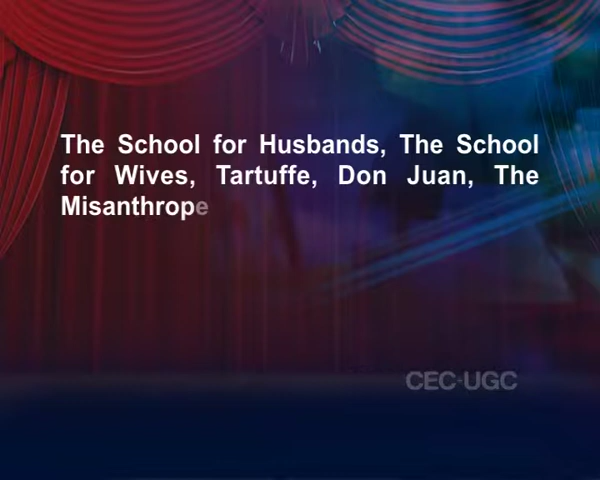 The School for Husbands, The School
for Wives, Tartuffe, Don Juan, The
Misanthrope
CEC-UGC